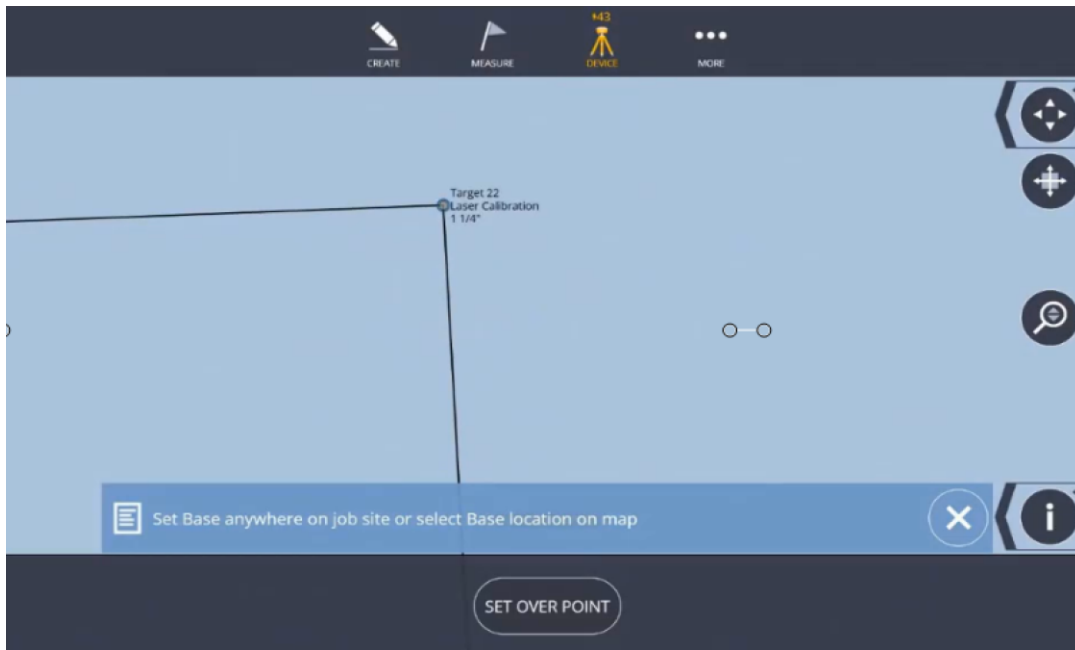 43
CREATE
MEASURE
DEVICE
MORE
Target 22
Laser Calibration
1 1/4"
Set Base anywhere on job site or select Base location on map
SET OVER POINT